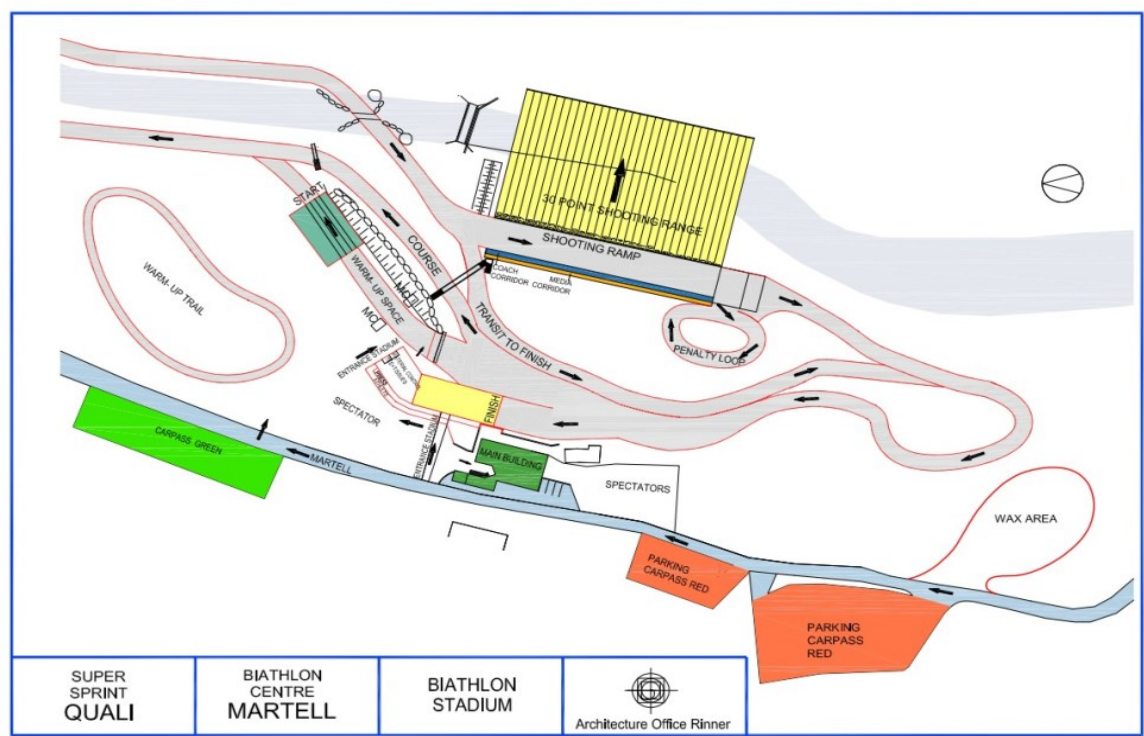 30 POINT SHOOTING RANGE
SHOOTING RAMP
START
COURSE
COACH
CORRIDOR
MEDIA
CORRIDOR
WARM- UP TRAIL
WARM- UP SPACE
TRANSIT TO FINISH
PENALTY LOOP
ENTRANCE STADIUM
SPECTATOR
FINISH
ENTRANCE STADIUM
MAIN BUILDING
SPECTATORS
CARPASS GREEN
MARTELL
WAX AREA
PARKING
CARPASS RED
PARKING
CARPASS
RED
SUPER
SPRINT
QUALI
BIATHLON
CENTRE
MARTELL
BIATHLON
STADIUM
Architecture Office Rinner